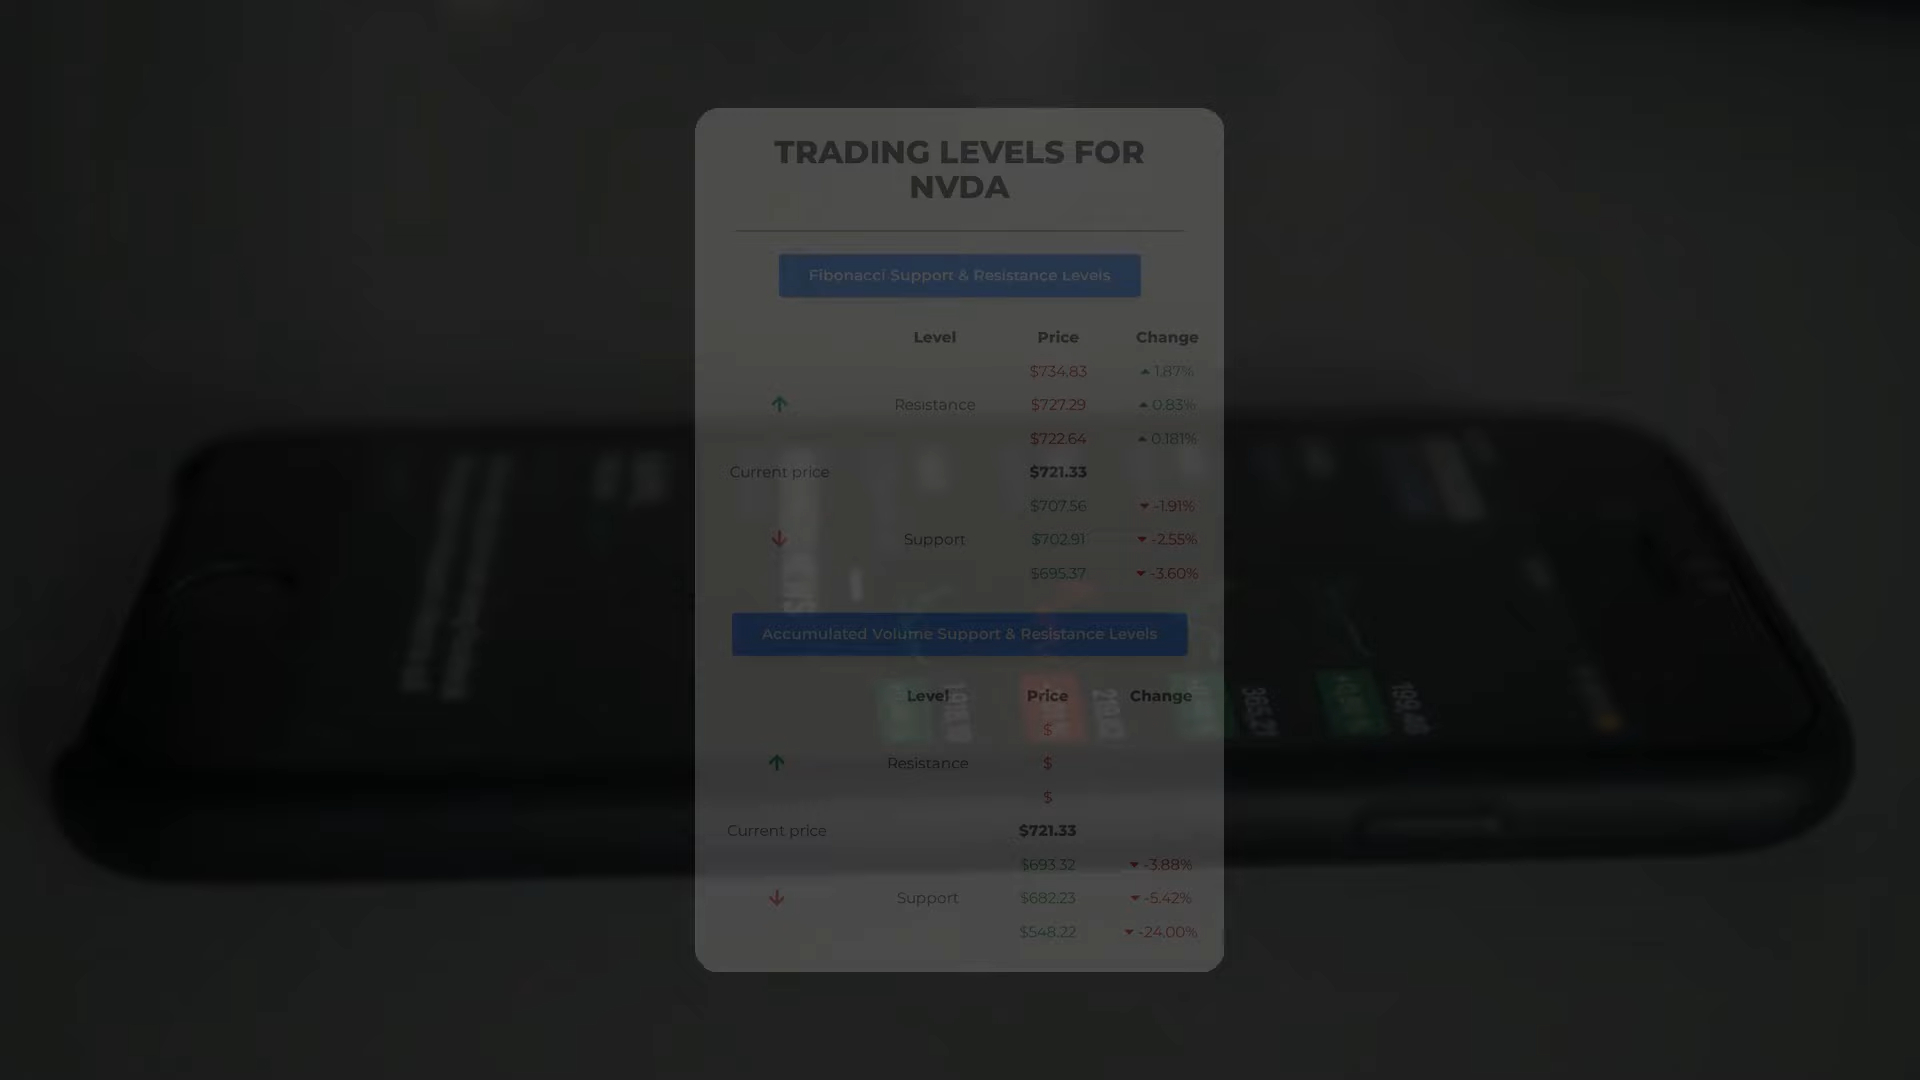 TRADING LEVELS FOR
NVDA
Fibonacci Support & Resistance Levels
Level Price Change
$734.83 1.87%
Resistance $727.29 0.83%
$722.64 0.181%
Current price $721.33
$707.56 -1.91%
Support $702.91 -2.55%
$695.37 -3.60%
Accumulated Volume Support & Resistance Levels
Level Price Change
$
Resistance $
$
Current price $721.33
$693.32 -3.88%
Support $682.23 -5.42%
$548.22 -24.00%